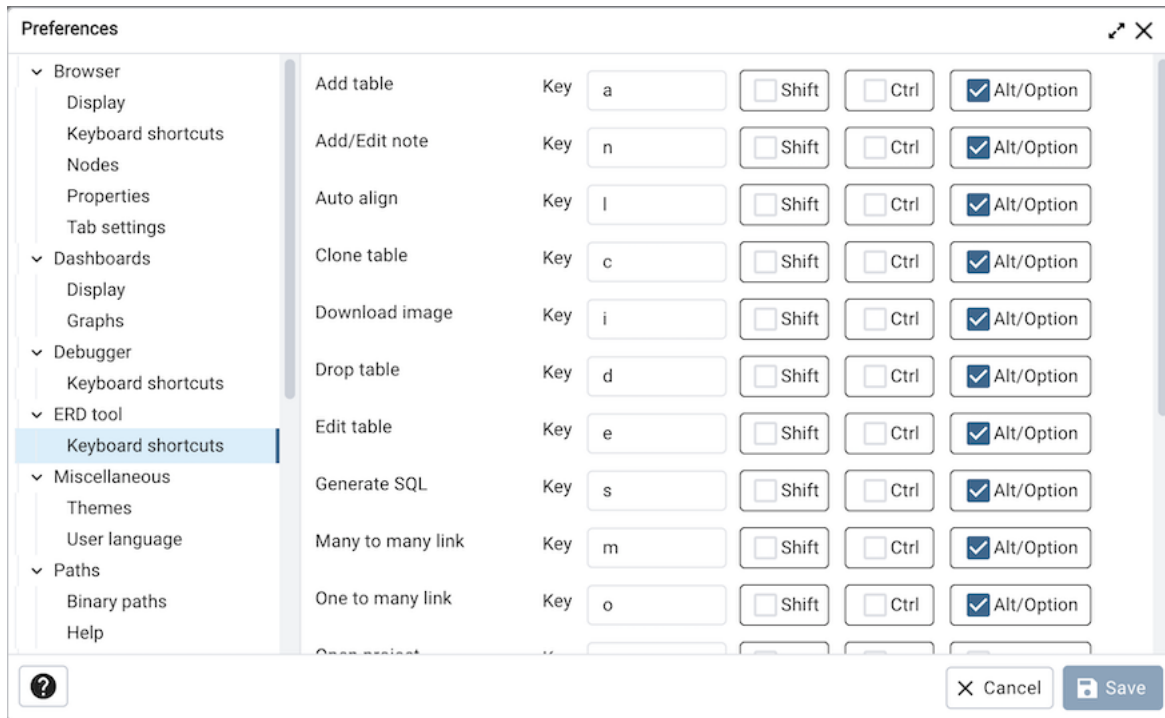 Preferences
Browser
Display
Keyboard shortcuts
Nodes
Properties
Tab settings
Dashboards
Display
Graphs
Debugger
Keyboard shortcuts
ERD tool
Keyboard shortcuts
Miscellaneous
Themes
User language
Paths
Binary paths
Help
Add table Key a Shift Ctrl Alt/Option
Add/Edit note Key n Shift Ctrl Alt/Option
Auto align Key l Shift Ctrl Alt/Option
Clone table Key c Shift Ctrl Alt/Option
Download image Key i Shift Ctrl Alt/Option
Drop table Key d Shift Ctrl Alt/Option
Edit table Key e Shift Ctrl Alt/Option
Generate SQL Key s Shift Ctrl Alt/Option
Many to many link Key m Shift Ctrl Alt/Option
One to many link Key o Shift Ctrl Alt/Option
Open project
? Cancel Save